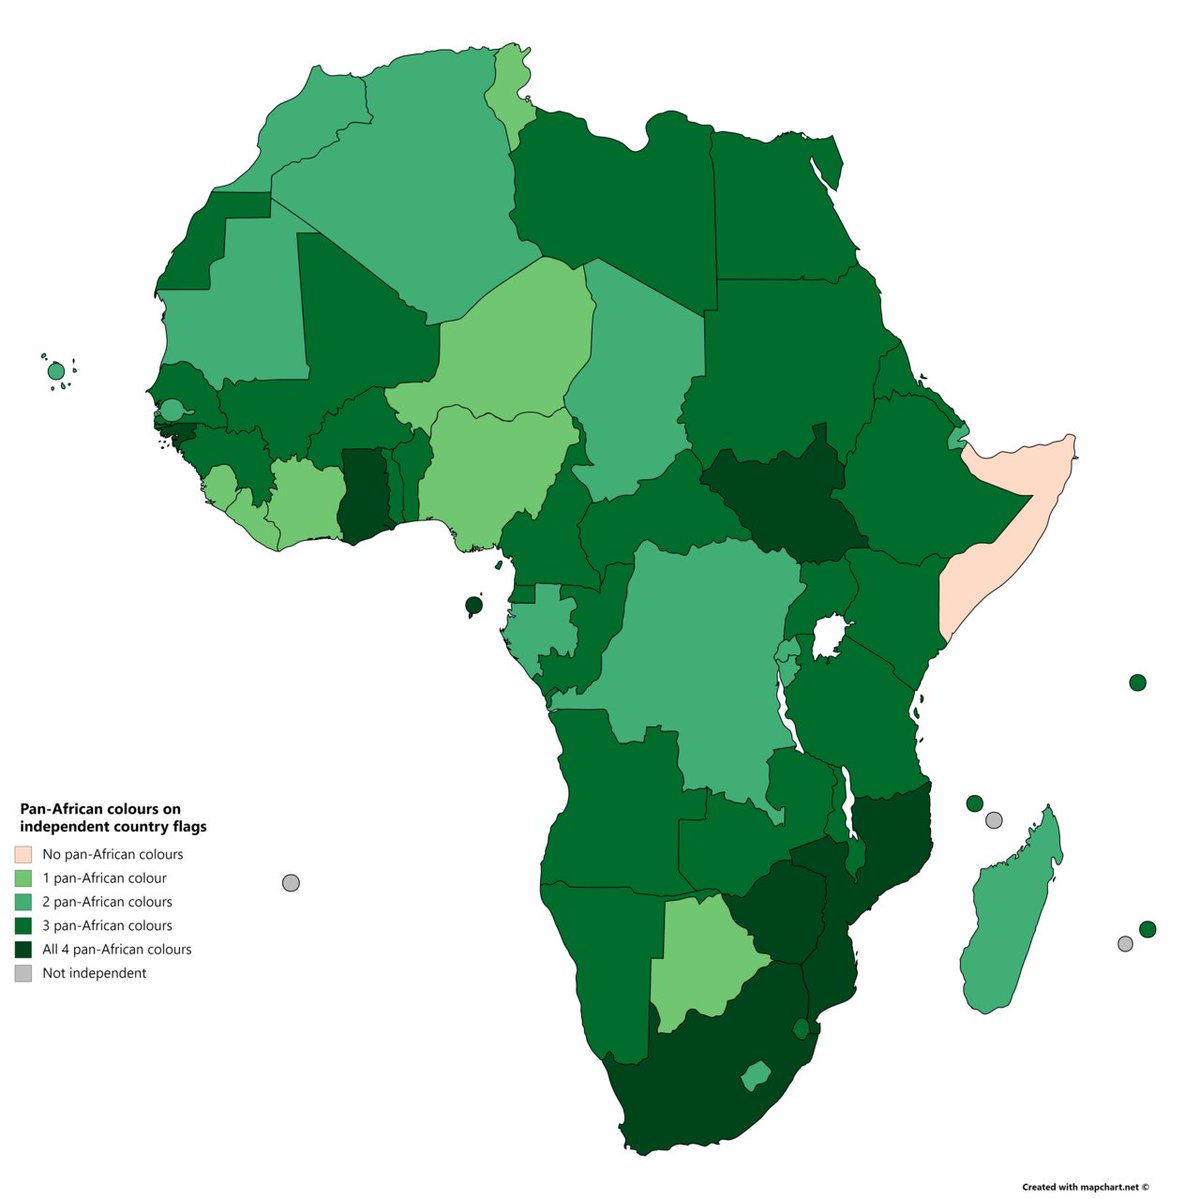 Pan-African colours on
independent country flags
No pan-African colours
1 pan-African colour
2 pan-African colours
3 pan-African colours
All 4 pan-African colours
Not independent
Created with mapchart.net ©